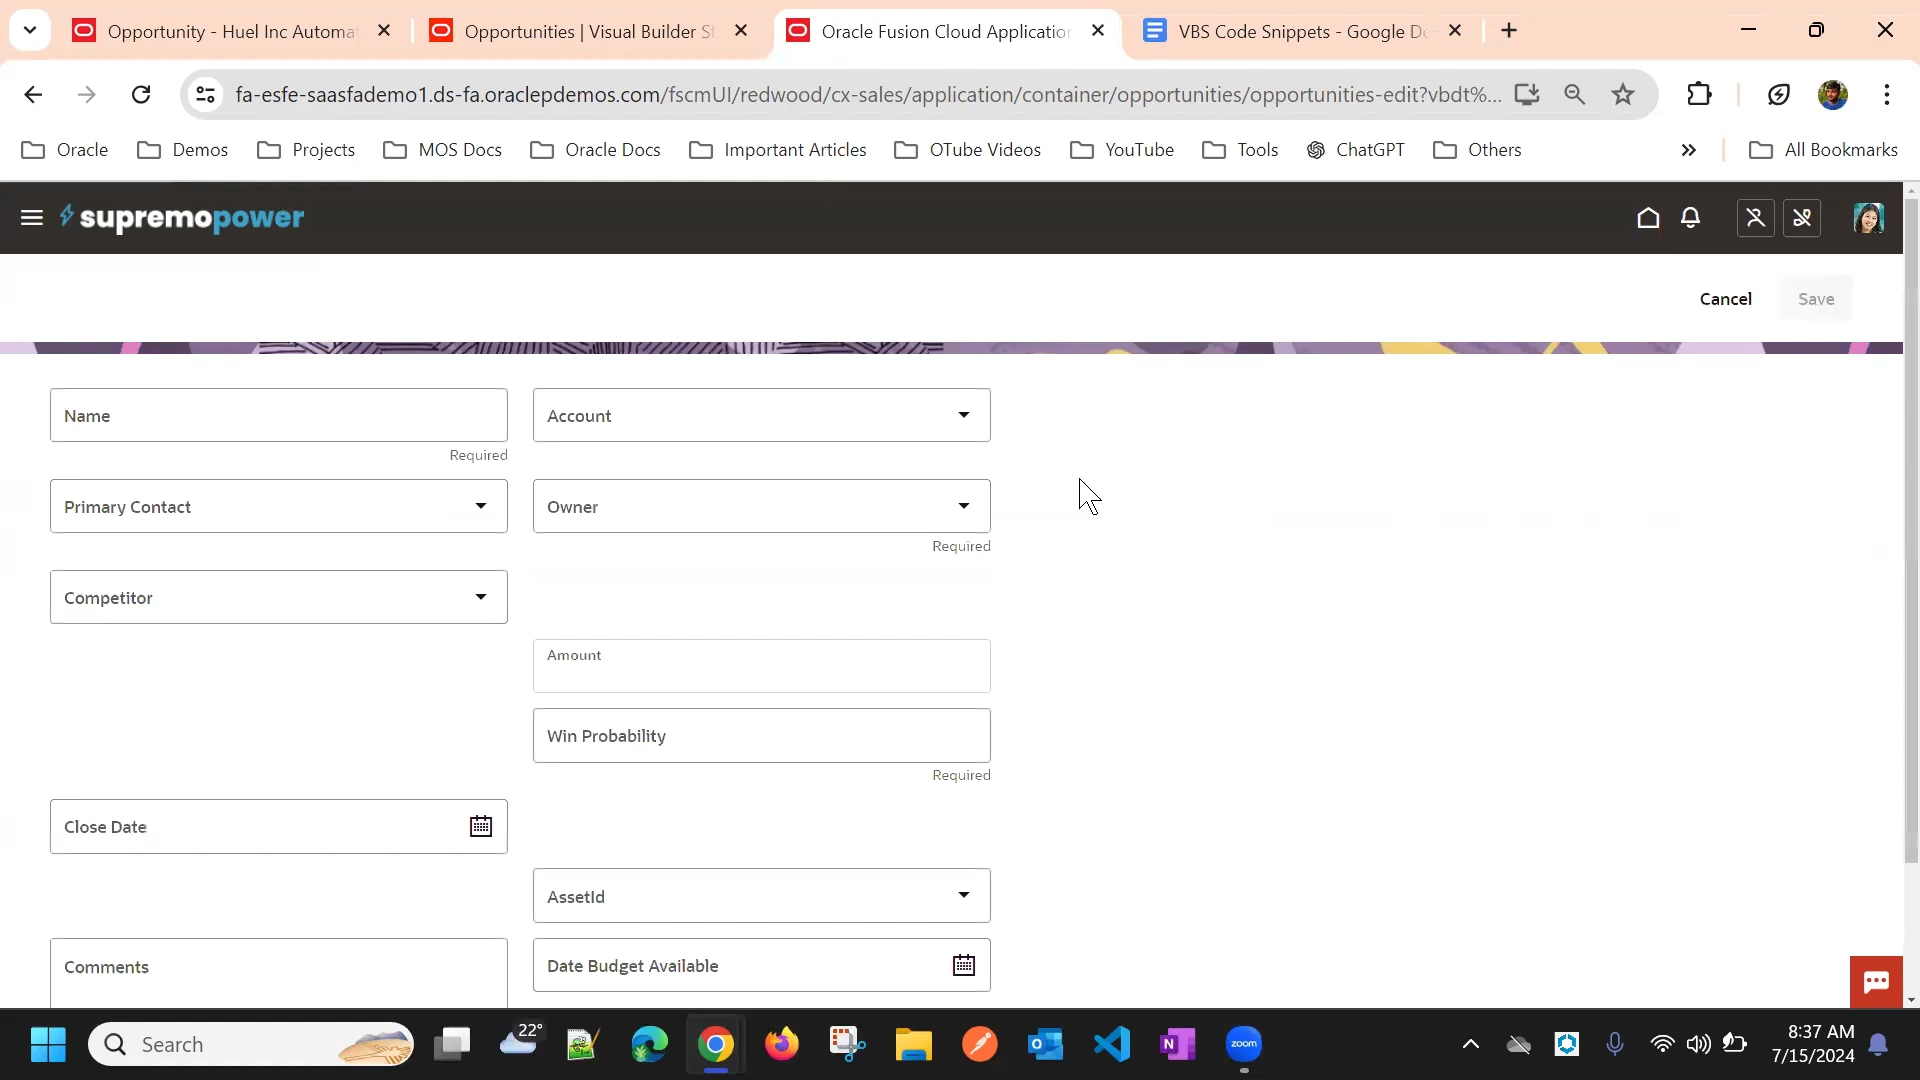 Opportunity - Huel Inc Automa
Opportunities | Visual Builder St
Oracle Fusion Cloud Application
VBS Code Snippets - Google Do
fa-esfe-saasfademo1.ds-fa.oraclepdemos.com/fscmUI/redwood/cx-sales/application/container/opportunities/opportunities-edit?vbdt%...
Oracle
Demos
Projects
MOS Docs
Oracle Docs
Important Articles
OTube Videos
YouTube
Tools
ChatGPT
Others
All Bookmarks
supremopower
Cancel
Save
Name
Required
Account
Primary Contact
Owner
Required
Competitor
Amount
Win Probability
Required
Close Date
AssetId
Comments
Date Budget Available
Search
22°
zoom
8:37 AM
7/15/2024